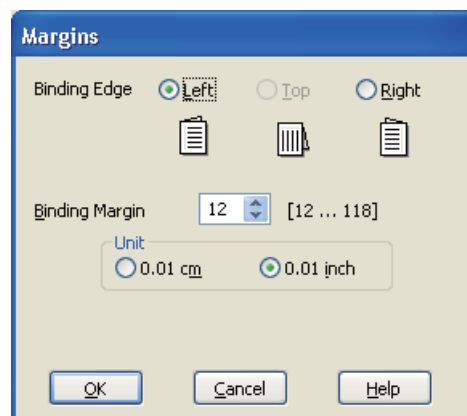 Margins
Binding Edge Left Top Right
Binding Margin 12 [12 ... 118]
Unit
0.01 cm 0.01 inch
OK Cancel Help